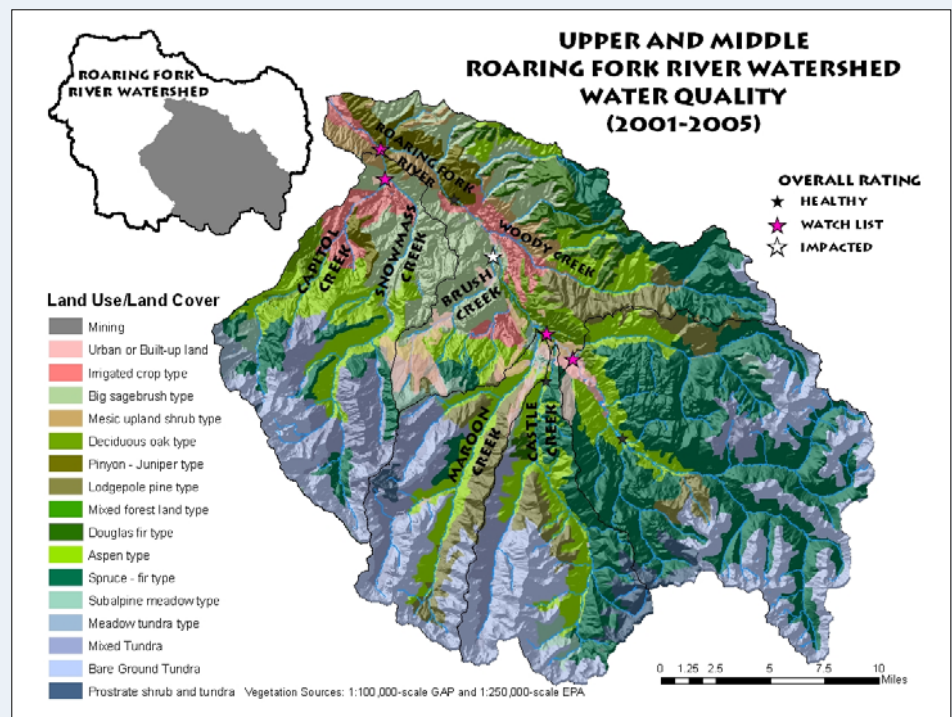 ROARING FORK
RIVER WATERSHED
UPPER AND MIDDLE
ROARING FORK RIVER WATERSHED
WATER QUALITY
(2001-2005)
OVERALL RATING
HEALTHY
WATCH LIST
IMPACTED
ROARING FORK
RIVER
CAPITOL
CREEK
SNOWMASS
CREEK
WOODY CREEK
BRUSH
CREEK
MAROON
CREEK
CASTLE
CREEK
Land Use/Land Cover
Mining
Urban or Built-up land
Irrigated crop type
Big sagebrush type
Mesic upland shrub type
Deciduous oak type
Pinyon - Juniper type
Lodgepole pine type
Mixed forest land type
Douglas fir type
Aspen type
Spruce - fir type
Subalpine meadow type
Meadow tundra type
Mixed Tundra
Bare Ground Tundra
Prostrate shrub and tundra
Vegetation Sources: 1:100,000-scale GAP and 1:250,000-scale EPA
0 1.25 2.5 5 7.5 10
Miles